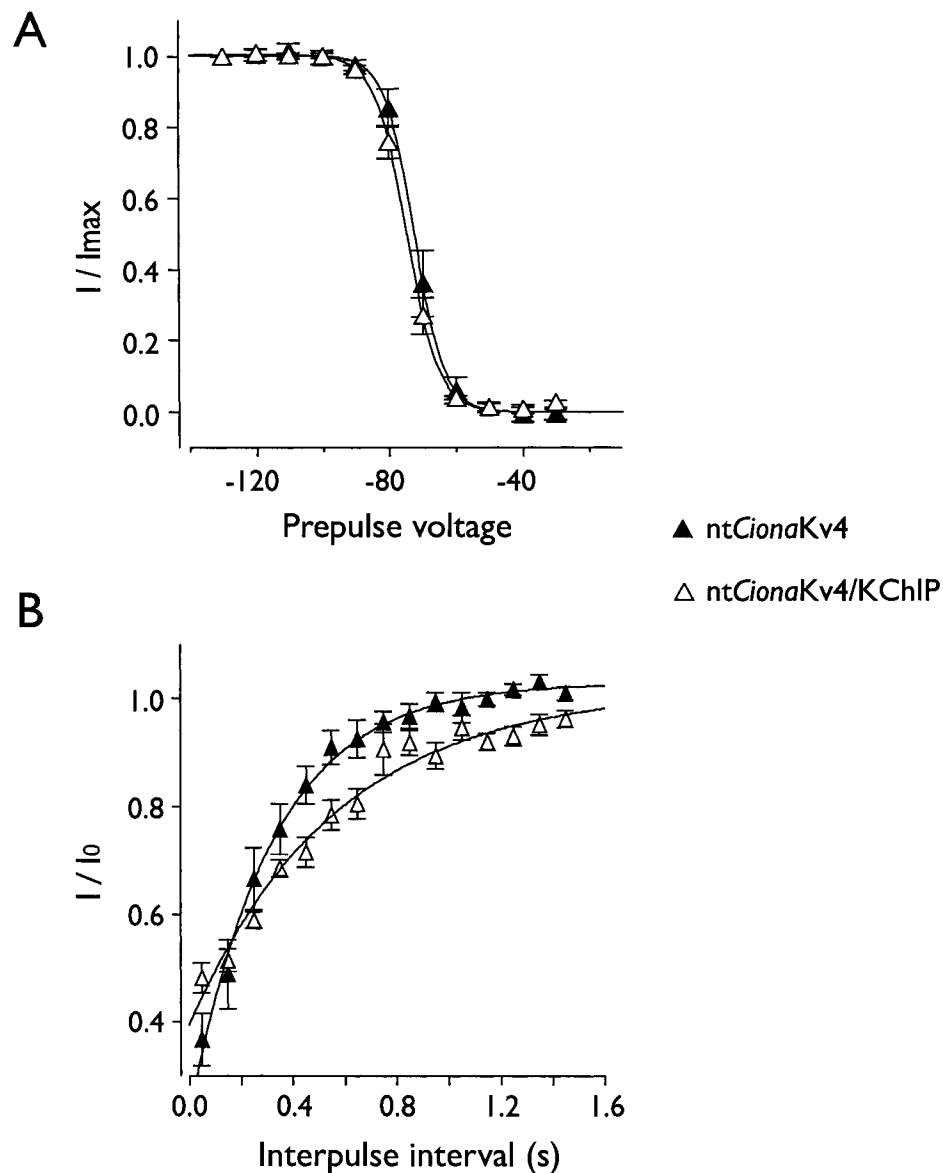 A
1.0
0.8
0.6
0.4
0.2
0.0
I / Imax
-120
-80
-40
Prepulse voltage
▲ ntCionaKv4
△ ntCionaKv4/KChIP
B
1.0
0.8
0.6
0.4
I / I0
0.0
0.4
0.8
1.2
1.6
Interpulse interval (s)